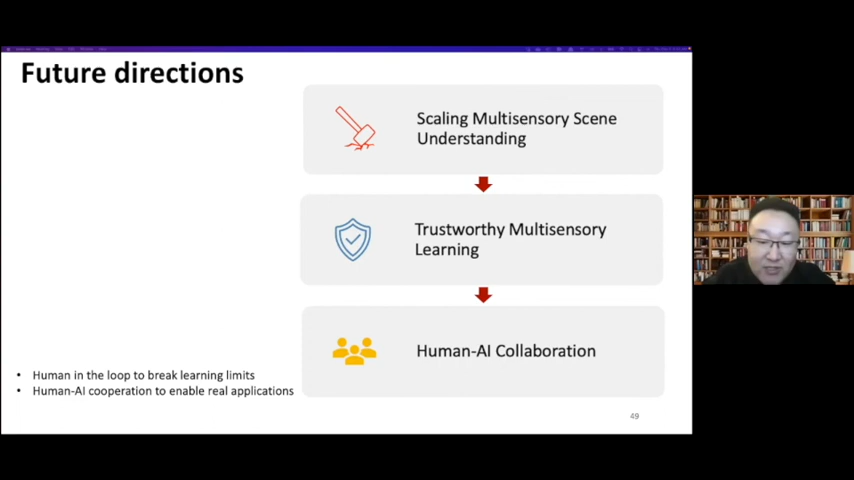 Future directions
Scaling Multisensory Scene
Understanding
Trustworthy Multisensory
Learning
Human-AI Collaboration
• Human in the loop to break learning limits
• Human-AI cooperation to enable real applications
49